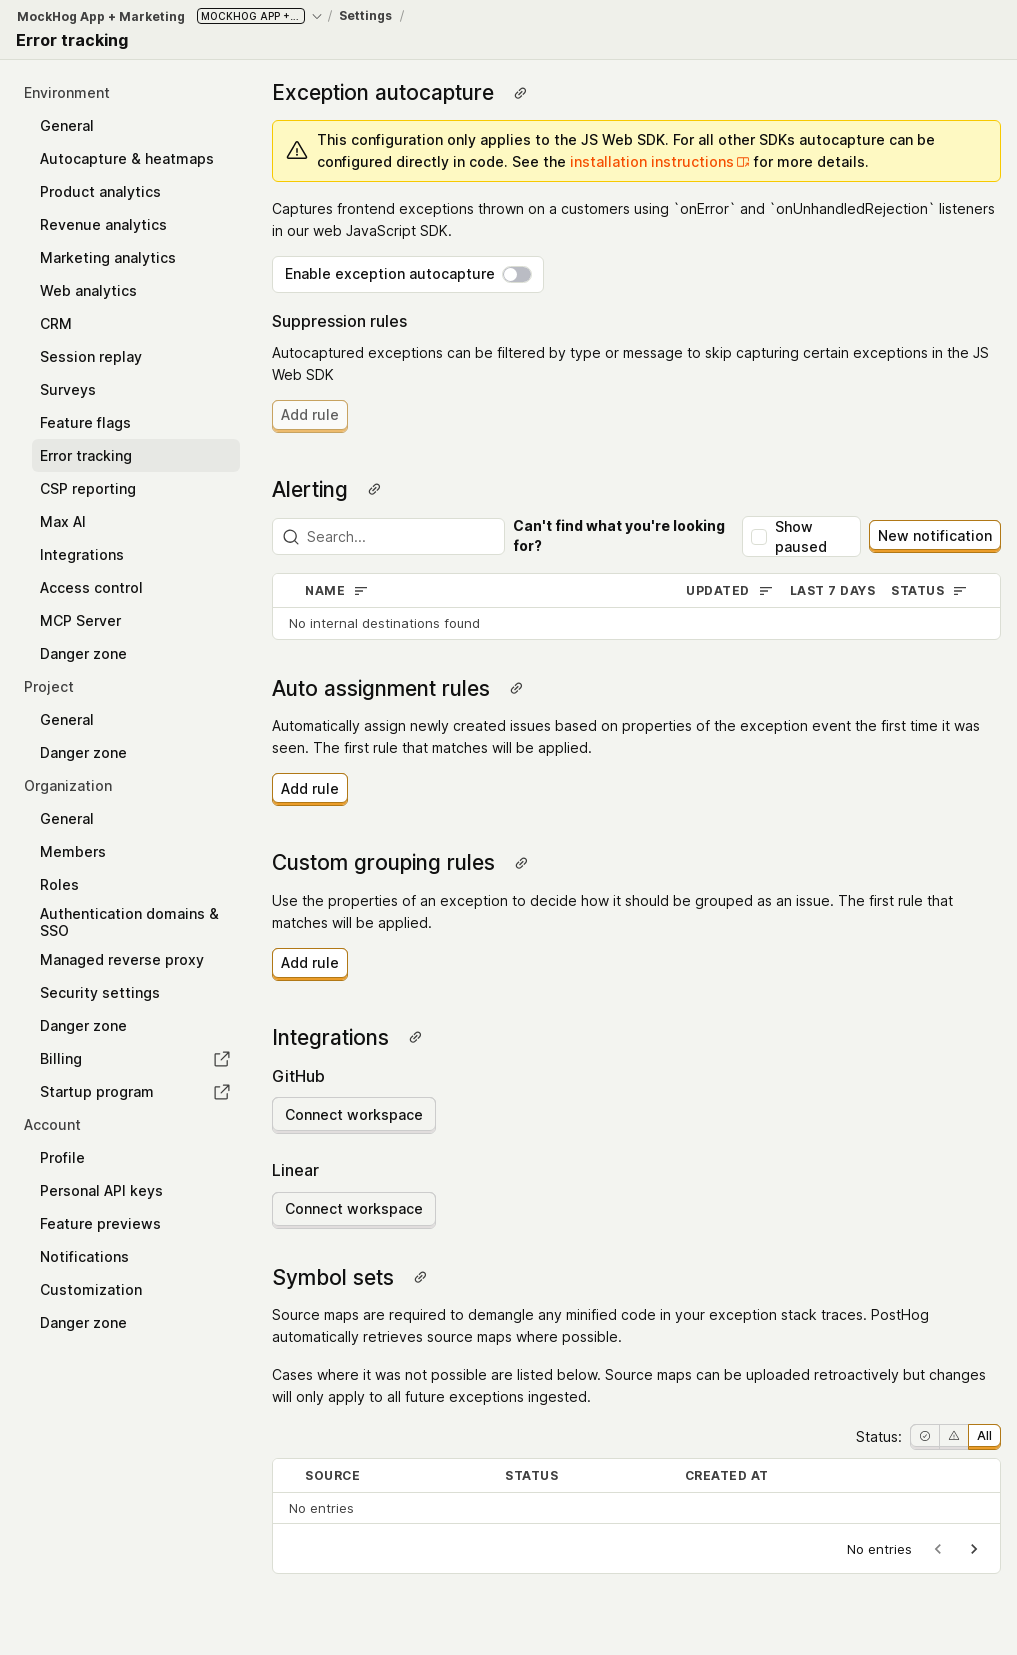 MockHog App + Marketing MOCKHOG APP +... / Settings /
Error tracking
Environment
General
Autocapture & heatmaps
Product analytics
Revenue analytics
Marketing analytics
Web analytics
CRM
Session replay
Surveys
Feature flags
Error tracking
CSP reporting
Max AI
Integrations
Access control
MCP Server
Danger zone
Project
General
Danger zone
Organization
General
Members
Roles
Authentication domains &
SSO
Managed reverse proxy
Security settings
Danger zone
Billing
Startup program
Account
Profile
Personal API keys
Feature previews
Notifications
Customization
Danger zone
Exception autocapture
This configuration only applies to the JS Web SDK. For all other SDKs autocapture can be
configured directly in code. See the installation instructions for more details.
Captures frontend exceptions thrown on a customers using `onError` and `onUnhandledRejection` listeners
in our web JavaScript SDK.
Enable exception autocapture
Suppression rules
Autocaptured exceptions can be filtered by type or message to skip capturing certain exceptions in the JS
Web SDK
Add rule
Alerting
Search...
Can't find what you're looking
for?
Show
paused
New notification
NAME UPDATED LAST 7 DAYS STATUS
No internal destinations found
Auto assignment rules
Automatically assign newly created issues based on properties of the exception event the first time it was
seen. The first rule that matches will be applied.
Add rule
Custom grouping rules
Use the properties of an exception to decide how it should be grouped as an issue. The first rule that
matches will be applied.
Add rule
Integrations
GitHub
Connect workspace
Linear
Connect workspace
Symbol sets
Source maps are required to demangle any minified code in your exception stack traces. PostHog
automatically retrieves source maps where possible.
Cases where it was not possible are listed below. Source maps can be uploaded retroactively but changes
will only apply to all future exceptions ingested.
Status: All
SOURCE STATUS CREATED AT
No entries
No entries